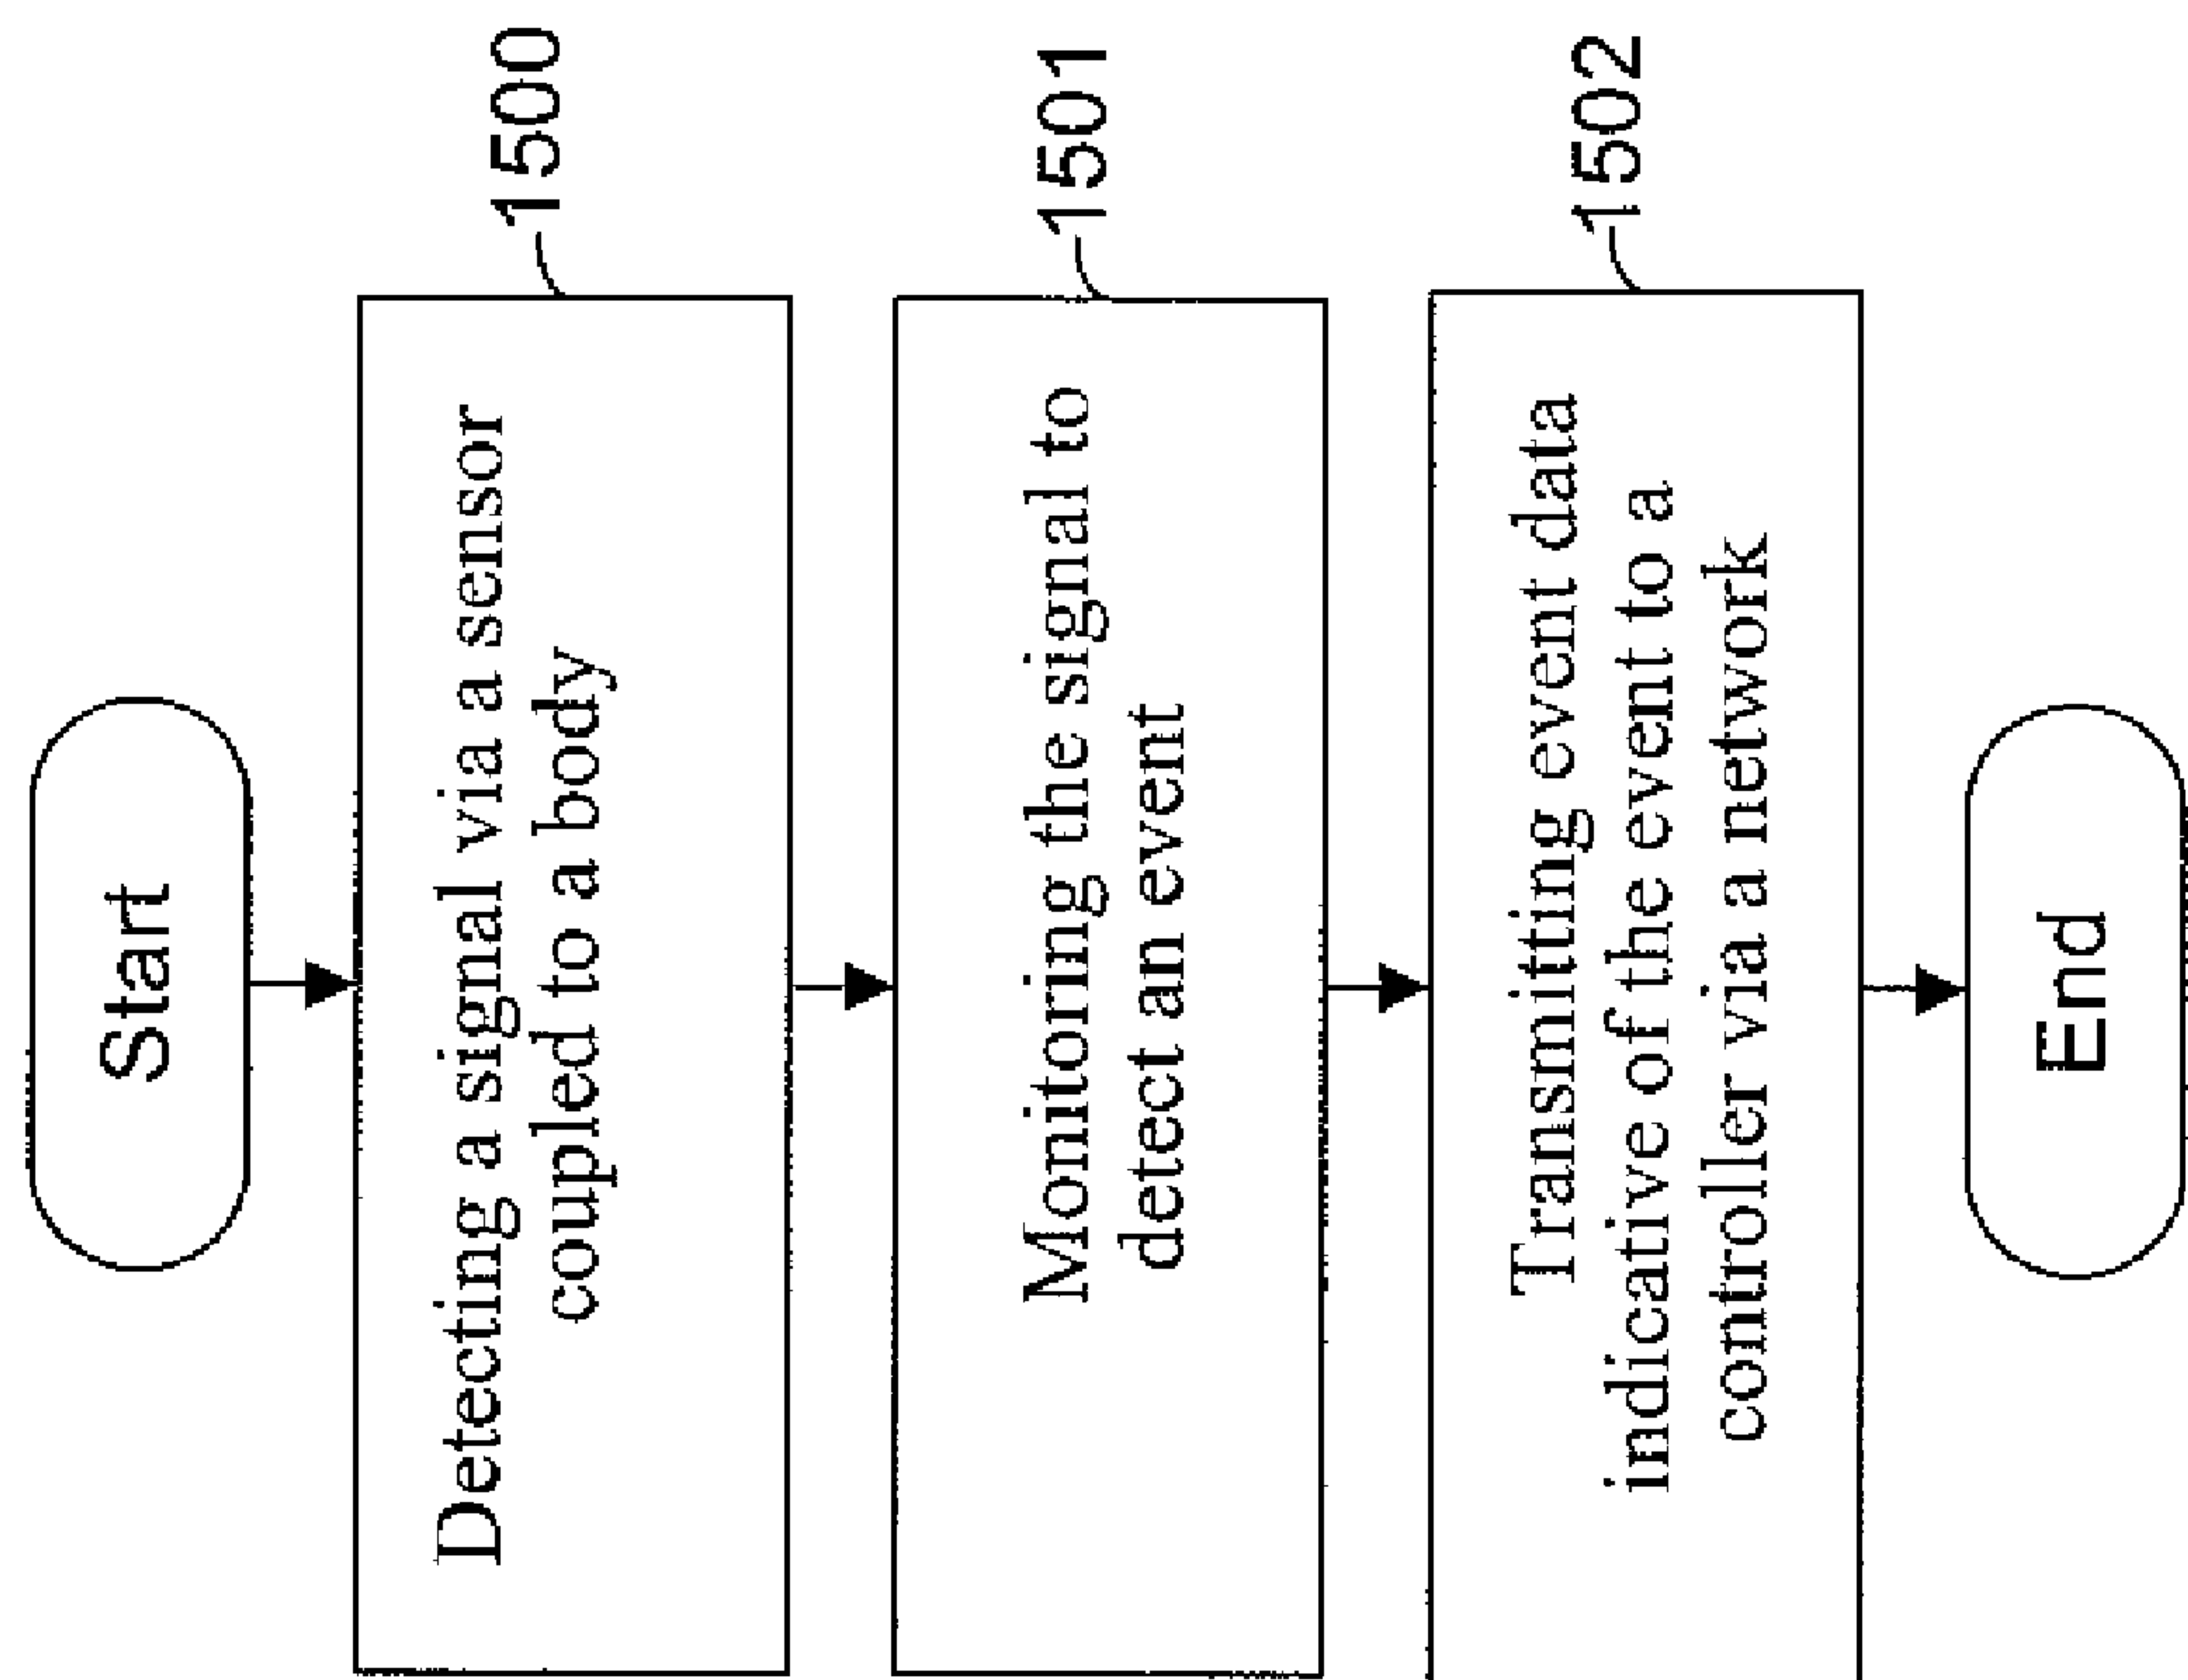 Start
Detecting a signal via a sensor
coupled to a body
1500
Monitoring the signal to
detect an event
1501
Transmitting event data
indicative of the event to a
controller via a network
1502
End